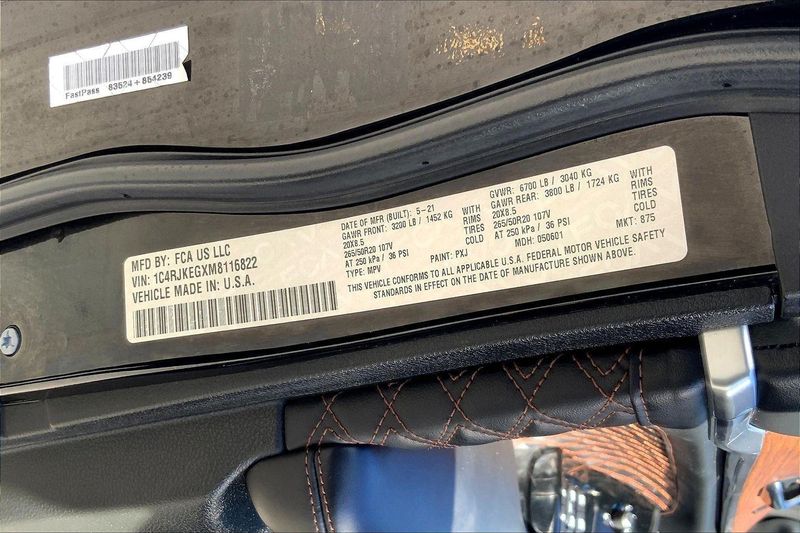 FastPass 83524+854239
MFD BY: FCA US LLC
VIN: 1C4RJKEGXM8116822
VEHICLE MADE IN: U.S.A.
DATE OF MFR (BUILT): 5-21
GAWR FRONT: 3200 LB / 1452 KG WITH
20X8.5 RIMS
265/50R20 107V TIRES
AT 250 kPaI / 36 PSI COLD
TYPE: MPV PAINT: PXJ
GVWR: 6700 LB / 3040 KG
GAWR REAR: 3800 LB / 1724 KG WITH
20X8.5 RIMS
265/50R20 107V TIRES
AT 250 kPaI / 36 PSI COLD
MDH: 050601 MKT: 875
THIS VEHICLE CONFORMS TO ALL APPLICABLE U.S.A. FEDERAL MOTOR VEHICLE SAFETY
STANDARDS IN EFFECT ON THE DATE OF MANUFACTURE SHOWN ABOVE.